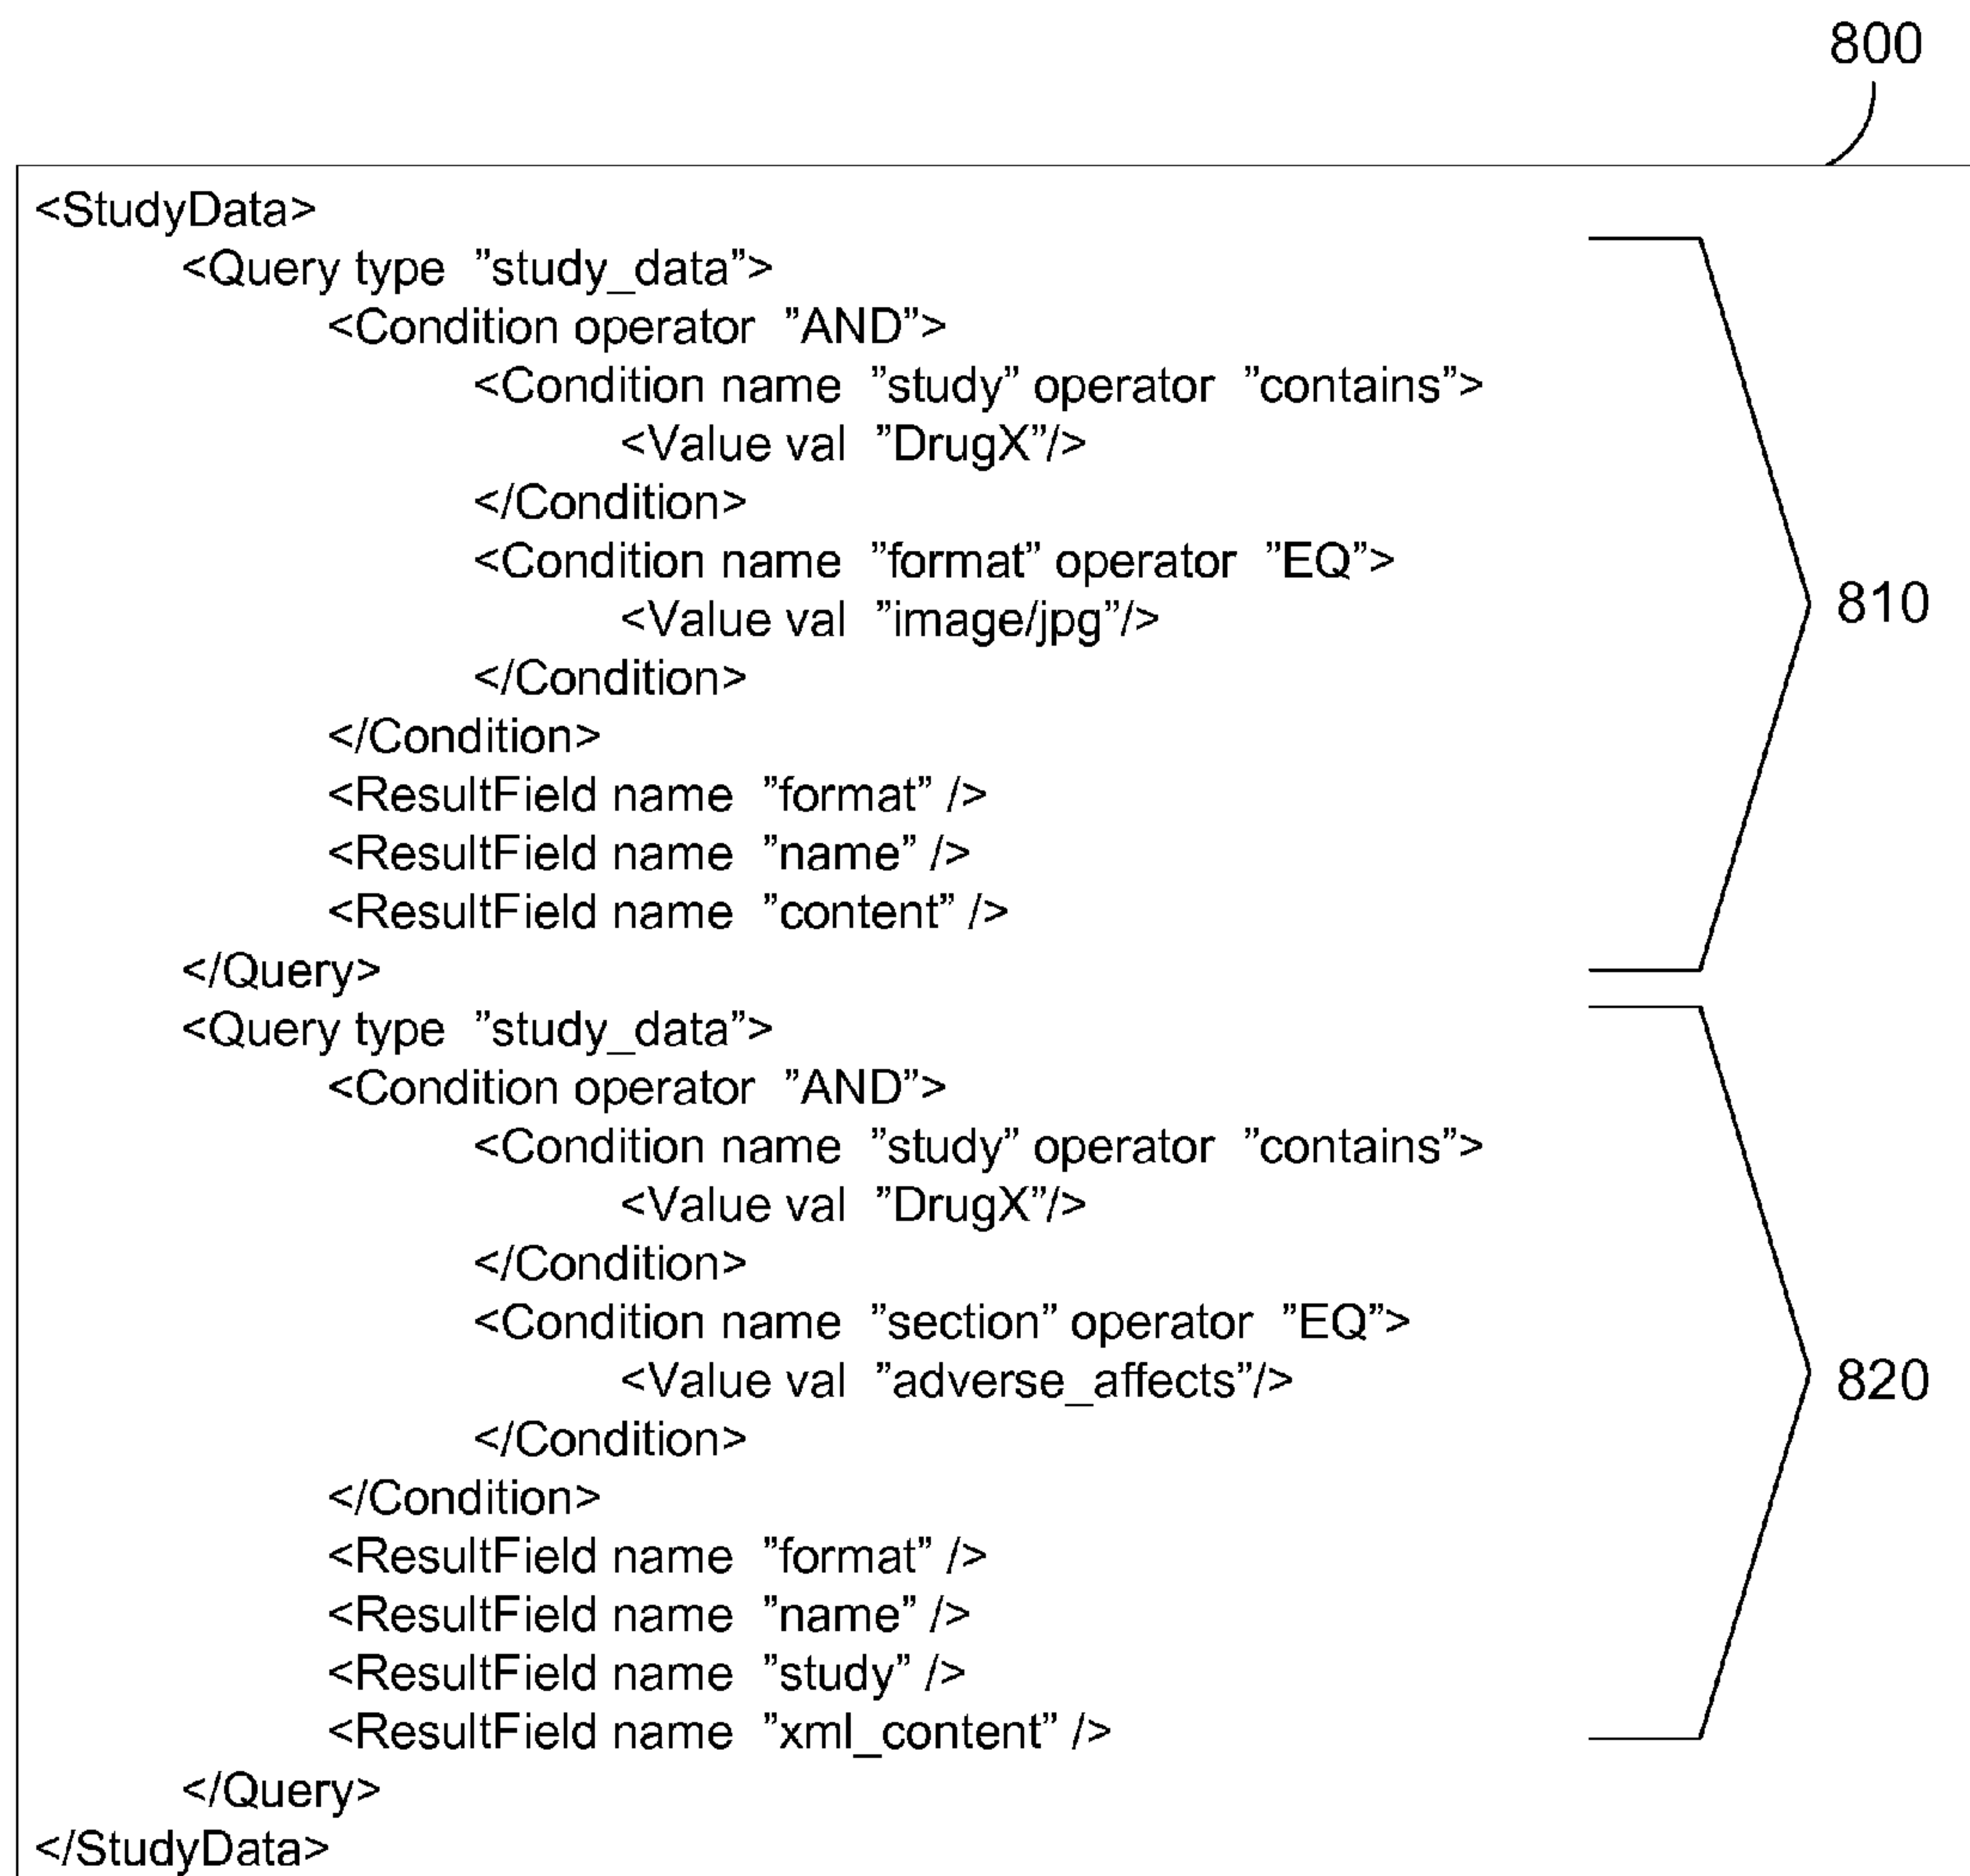 800
<StudyData>
<Query type ”study_data”>
<Condition operator ”AND”>
<Condition name ”study” operator ”contains”>
<Value val ”DrugX”/>
</Condition>
<Condition name ”format” operator ”EQ”>
<Value val ”image/jpg”/>
</Condition>
</Condition>
<ResultField name ”format” />
<ResultField name ”name” />
<ResultField name ”content” />
</Query>
810
<Query type ”study_data”>
<Condition operator ”AND”>
<Condition name ”study” operator ”contains”>
<Value val ”DrugX”/>
</Condition>
<Condition name ”section” operator ”EQ”>
<Value val ”adverse_affects”/>
</Condition>
</Condition>
<ResultField name ”format” />
<ResultField name ”name” />
<ResultField name ”study” />
<ResultField name ”xml_content” />
</Query>
820
</StudyData>